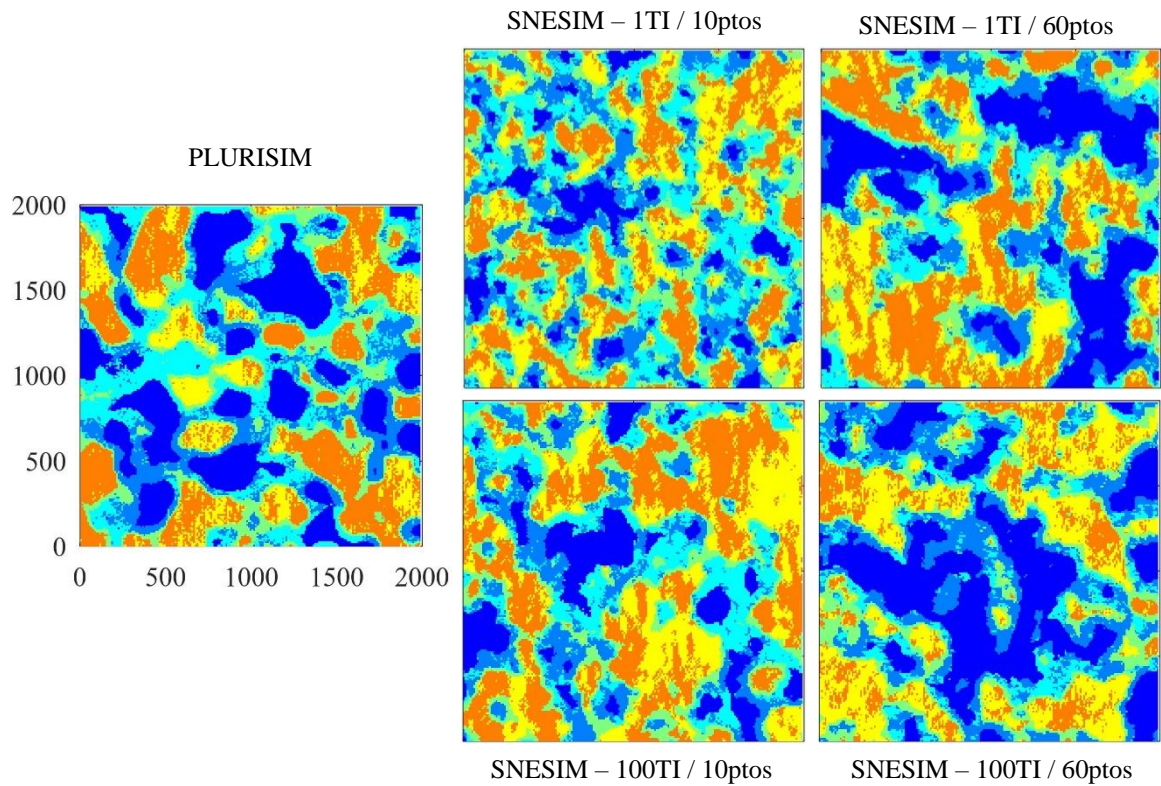 SNESIM – 1TI / 10ptos
SNESIM – 1TI / 60ptos
PLURISIM
2000
1500
1000
500
0
0
500
1000
1500
2000
SNESIM – 100TI / 10ptos
SNESIM – 100TI / 60ptos